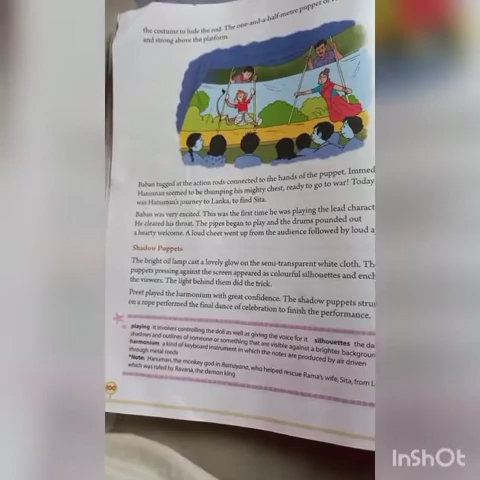 the costume to hide the rod. The one-and-a-half-metre puppet of
and strong above the platform.
Baban tugged at the action rods connected to the hands of the puppet. Immed
Hanuman seemed to be thumping his mighty chest, ready to go to war! Today
was Hanuman's journey to Lanka, to find Sita.
Baban was very excited. This was the first time he was playing the lead charact
He cleared his throat. The pipes began to play and the drums pounded out
a hearty welcome. A loud cheer went up from the audience followed by loud a
Shadow Puppets
The bright oil lamp cast a lovely glow on the semi-transparent white cloth. Th
puppets pressing against the screen appeared as colourful silhouettes and ench
the viewers. The light behind them did the trick.
Preet played the harmonium with great confidence. The shadow puppets stru
on a rope performed the final dance of celebration to finish the performance.
playing it involves controlling the doll as well as giving the voice for it silhouettes the da
shadows and outlines of someone or something that are visible against a brighter backgroun
harmonium a kind of keyboard instrument in which the notes are produced by air driven
through metal reeds
*Note: Hanuman, the monkey god in Ramayana, who helped rescue Rama's wife, Sita, from L
which was ruled by Ravana, the demon king
InShOt